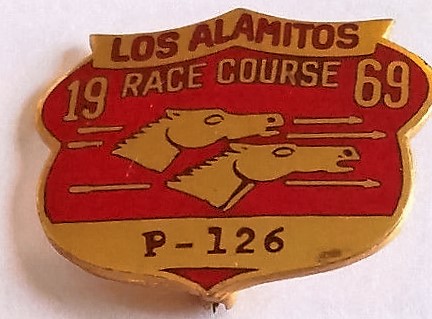 LOS ALAMITOS
19 RACE COURSE 69
P-126